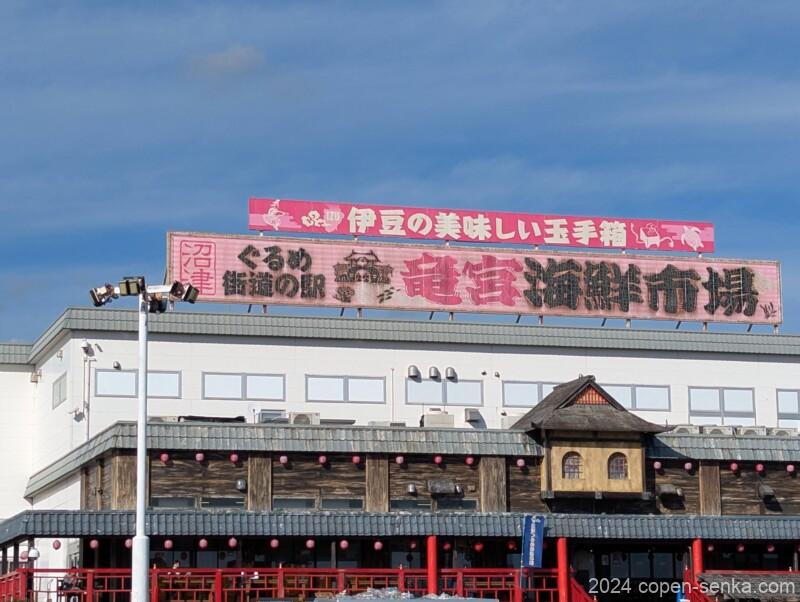 IZU 伊豆の美味しい玉手箱
沼津
ぐるめ
街道の駅
竜宮海鮮市場
2024 copen-senka.com